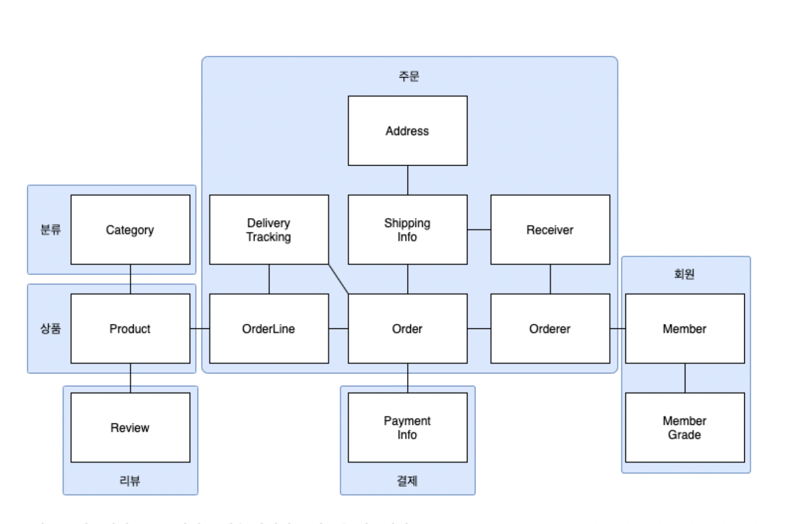 주문
Address
Delivery
Tracking
Shipping
Info
Receiver
분류
Category
회원
상품
Product
OrderLine
Order
Orderer
Member
Review
Payment
Info
Member
Grade
리뷰
결제